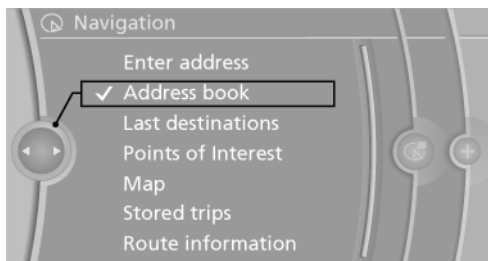 Navigation
Enter address
Address book
Last destinations
Points of Interest
Map
Stored trips
Route information